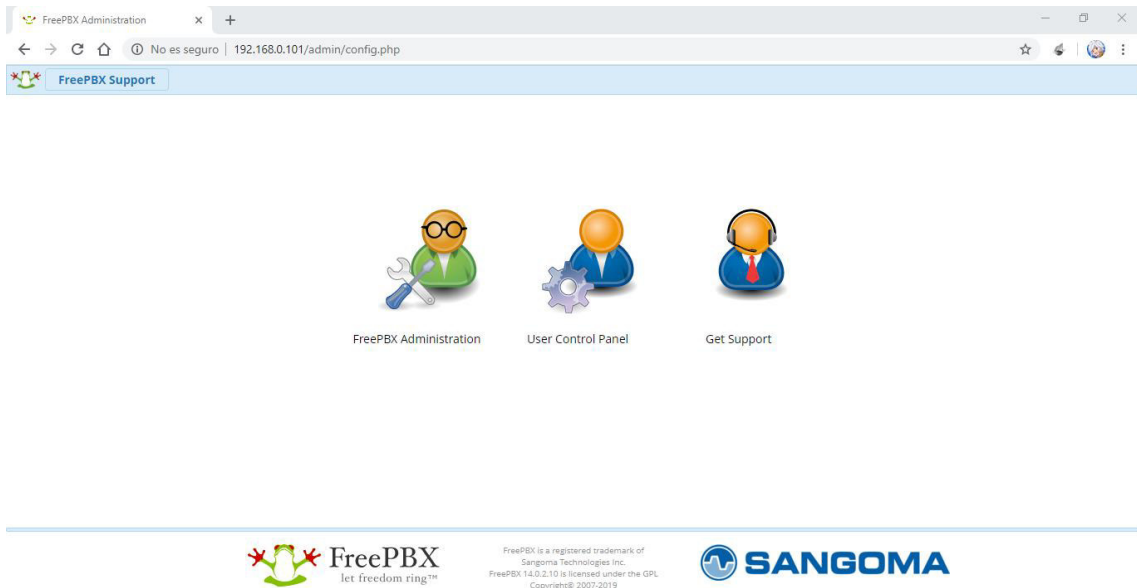 FreePBX Administration
No es seguro | 192.168.0.101/admin/config.php
FreePBX Support
FreePBX Administration
User Control Panel
Get Support
FreePBX
let freedom ring™
FreePBX is a registered trademark of
Sangoma Technologies Inc.
FreePBX 14.0.2.10 is licensed under the GPL
Copyright© 2007-2019
SANGOMA